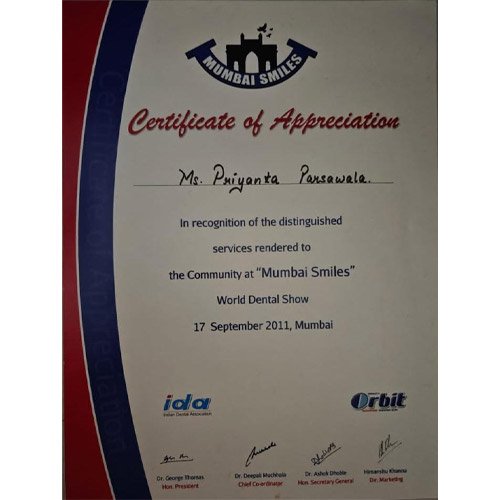 MUMBAI SMILES
Certificate of Appreciation
Ms. Priyanka Parsawala.
In recognition of the distinguished
services rendered to
the Community at "Mumbai Smiles"
World Dental Show
17 September 2011, Mumbai
ida
Indian Dental Association
Orbit
Dr. George Thomas
Hon. President
Dr. Deepak Muchhala
Chief Co-ordinator
Dr. Ashok Dhoble
Hon. Secretary General
Himanshu Khanna
Dir. Marketing